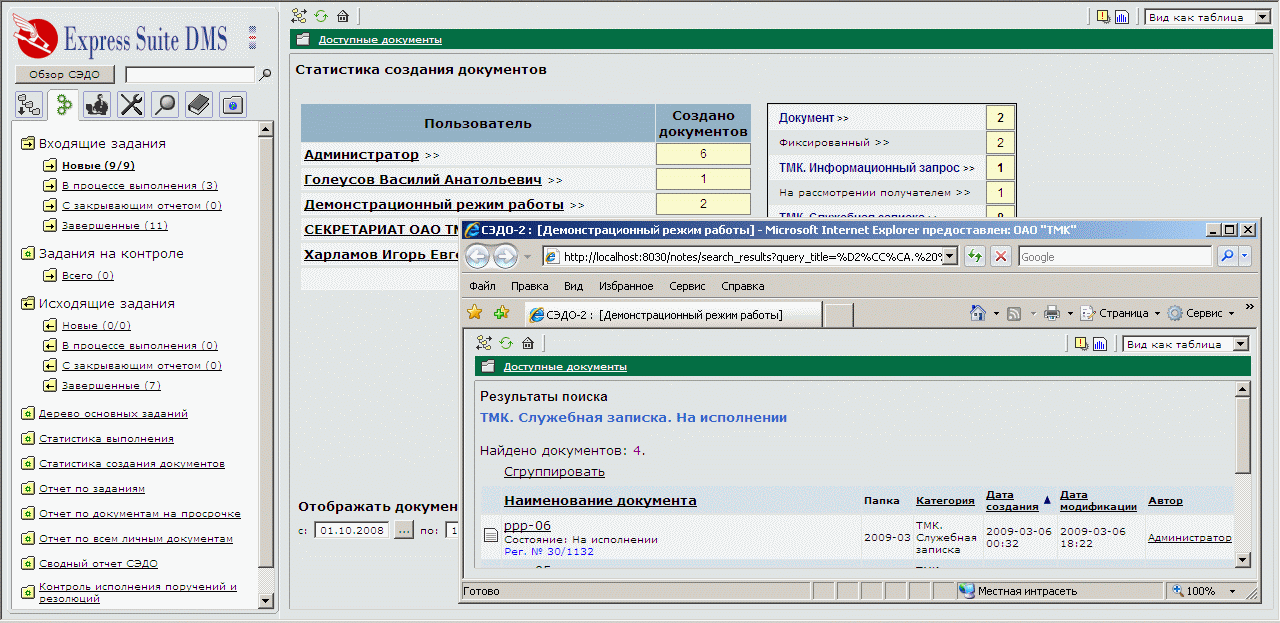 Express Suite DMS
Обзор СЭДО
Входящие задания
Новые (9/9)
В процессе выполнения (3)
С закрывающим отчетом (0)
Завершенные (11)
Задания на контроле
Всего (0)
Исходящие задания
Новые (0/0)
В процессе выполнения (0)
С закрывающим отчетом (0)
Завершенные (7)
Дерево основных заданий
Статистика выполнения
Статистика создания документов
Отчет по заданиям
Отчет по документам на просрочке
Отчет по всем личным документам
Сводный отчет СЭДО
Контроль исполнения поручений и
резолюций
Вид как таблица
Доступные документы
Статистика создания документов
Пользователь
Создано
документов
Администратор >> 6
Голеусов Василий Анатольевич >> 1
Демонстрационный режим работы >> 2
СЕКРЕТАРИАТ ОАО
Харламов Игорь
Документ >> 2
Фиксированный >> 2
ТМК. Информационный запрос >> 1
На рассмотрении получателем >> 1
ТМК. Служебная записка >>
Отображать
с: 01.10.2008 ... по:
СЭДО-2 : [Демонстрационный режим работы] - Microsoft Internet Explorer предоставлен: ОАО "ТМК"
http://localhost:8030/notes/search_results?query_title=%D2%CC%CA.%20%
Google
Файл Правка Вид Избранное Сервис Справка
СЭДО-2 : [Демонстрационный режим работы]
Страница Сервис »
Вид как таблица
Доступные документы
Результаты поиска
ТМК. Служебная записка. На исполнении
Найдено документов: 4.
Сгруппировать
Наименование документа Папка Категория Дата создания Дата модификации Автор
ppp-06
Состояние: На исполнении
Рег. № 30/1132
2009-03
ТМК.
Служебная
записка
2009-03-06
00:32
2009-03-06
18:22
Администратор
Готово Местная интрасеть 100%